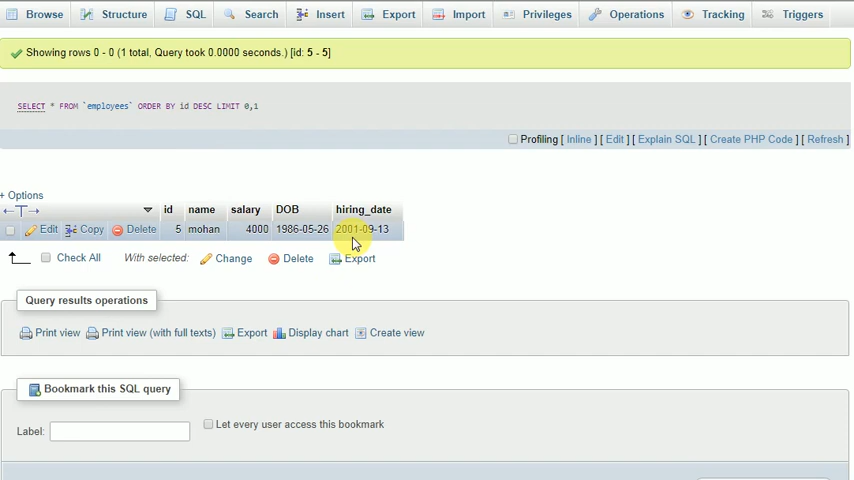 Browse Structure SQL Search Insert Export Import Privileges Operations Tracking Triggers
Showing rows 0 - 0 (1 total, Query took 0.0000 seconds.) [id: 5 - 5]
SELECT * FROM `employees` ORDER BY id DESC LIMIT 0,1
Profiling [ Inline ] [ Edit ] [ Explain SQL ] [ Create PHP Code ] [ Refresh ]
+ Options
←T→ id name salary DOB hiring_date
Edit Copy Delete 5 mohan 4000 1986-05-26 2001-09-13
Check All With selected: Change Delete Export
Query results operations
Print view Print view (with full texts) Export Display chart Create view
Bookmark this SQL query
Label: Let every user access this bookmark